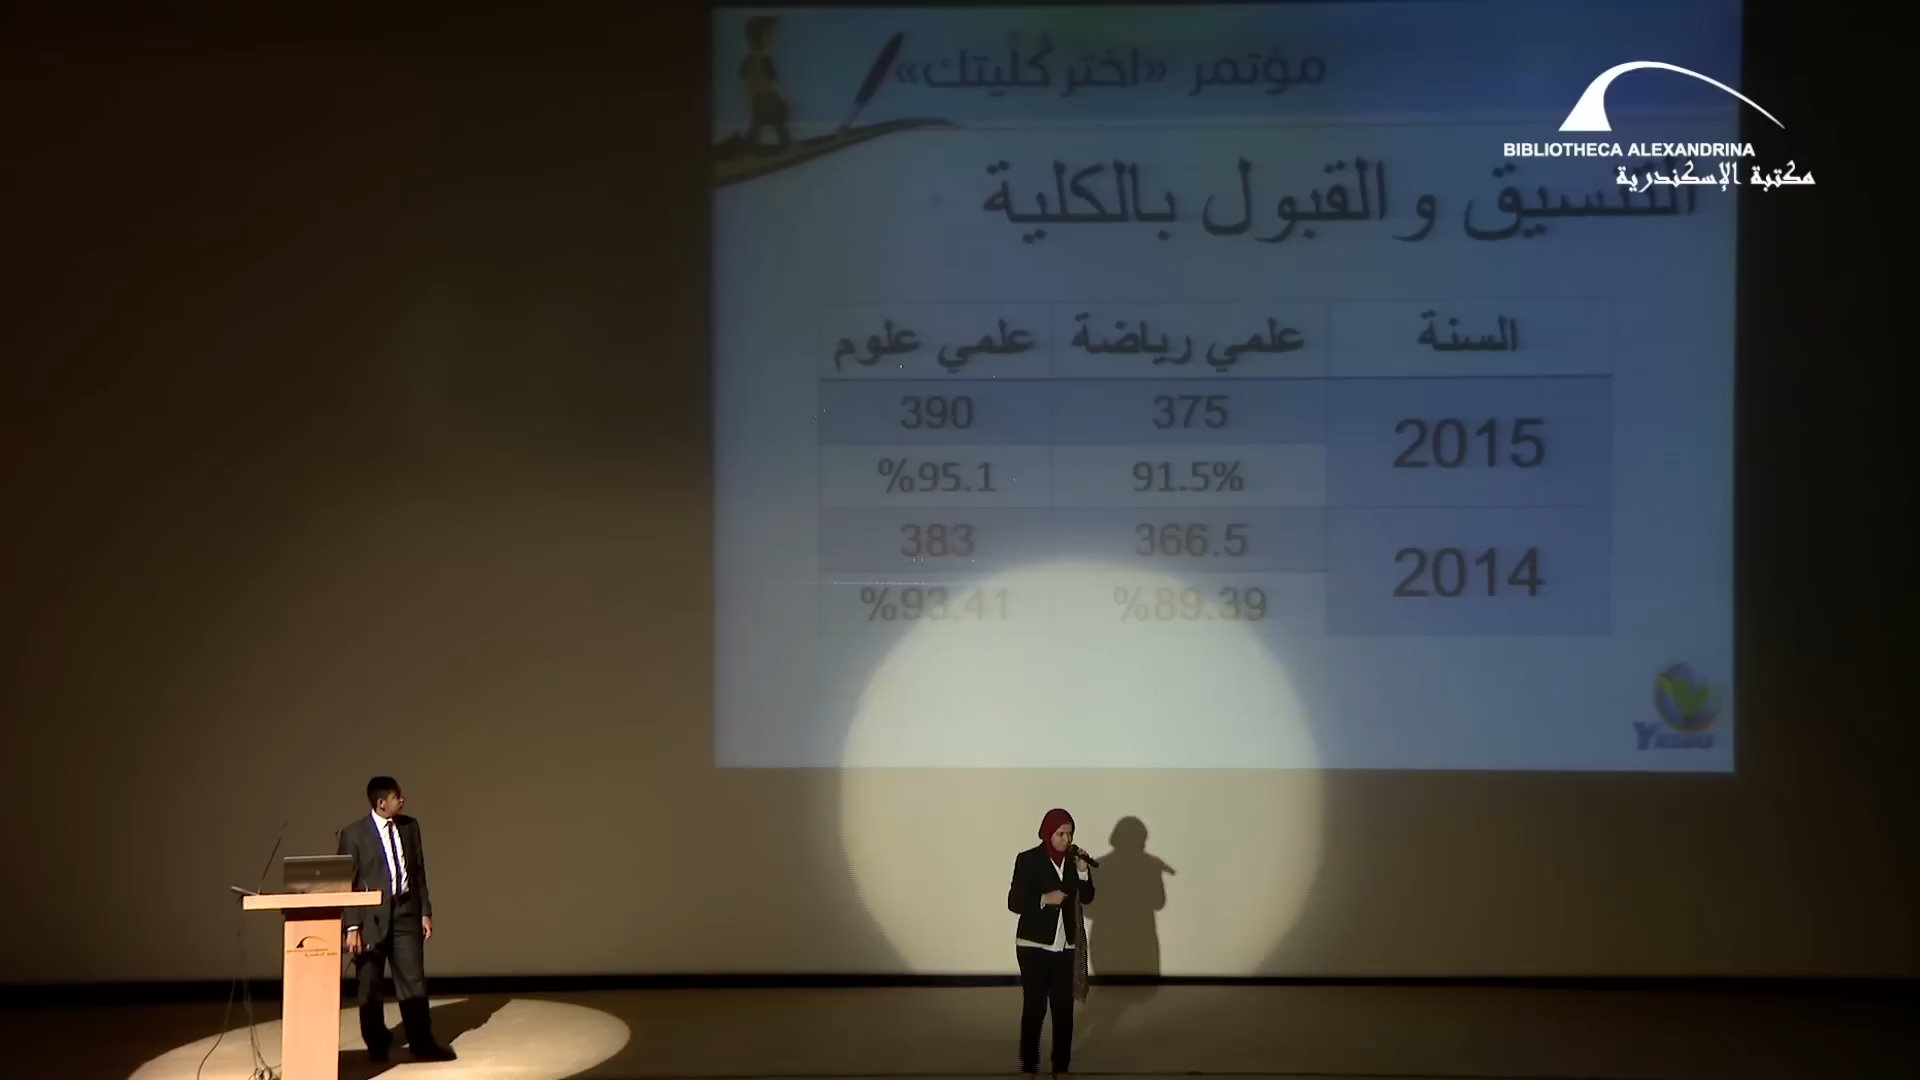 مؤتمر «اختر كُليتك»
BIBLIOTHECA ALEXANDRINA
مكتبة الإسكندرية
التنسيق و القبول بالكلية
السنة علمي رياضة علمي علوم
2015 375 390
91.5% %95.1
2014 366.5 383
%89.39 %93.41